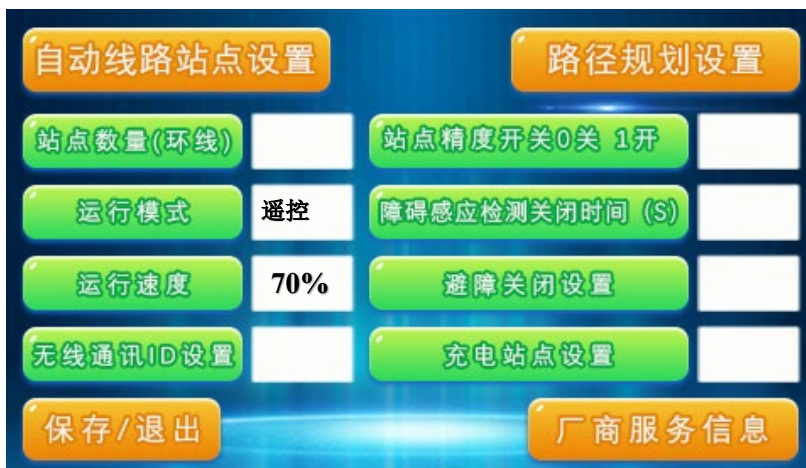 自动线路站点设置 路径规划设置
站点数量(环线) 站点精度开关0关 1开
运行模式 遥控 障碍感应检测关闭时间 (S)
运行速度 70% 避障关闭设置
无线通讯ID设置 充电站点设置
保存/退出 厂商服务信息